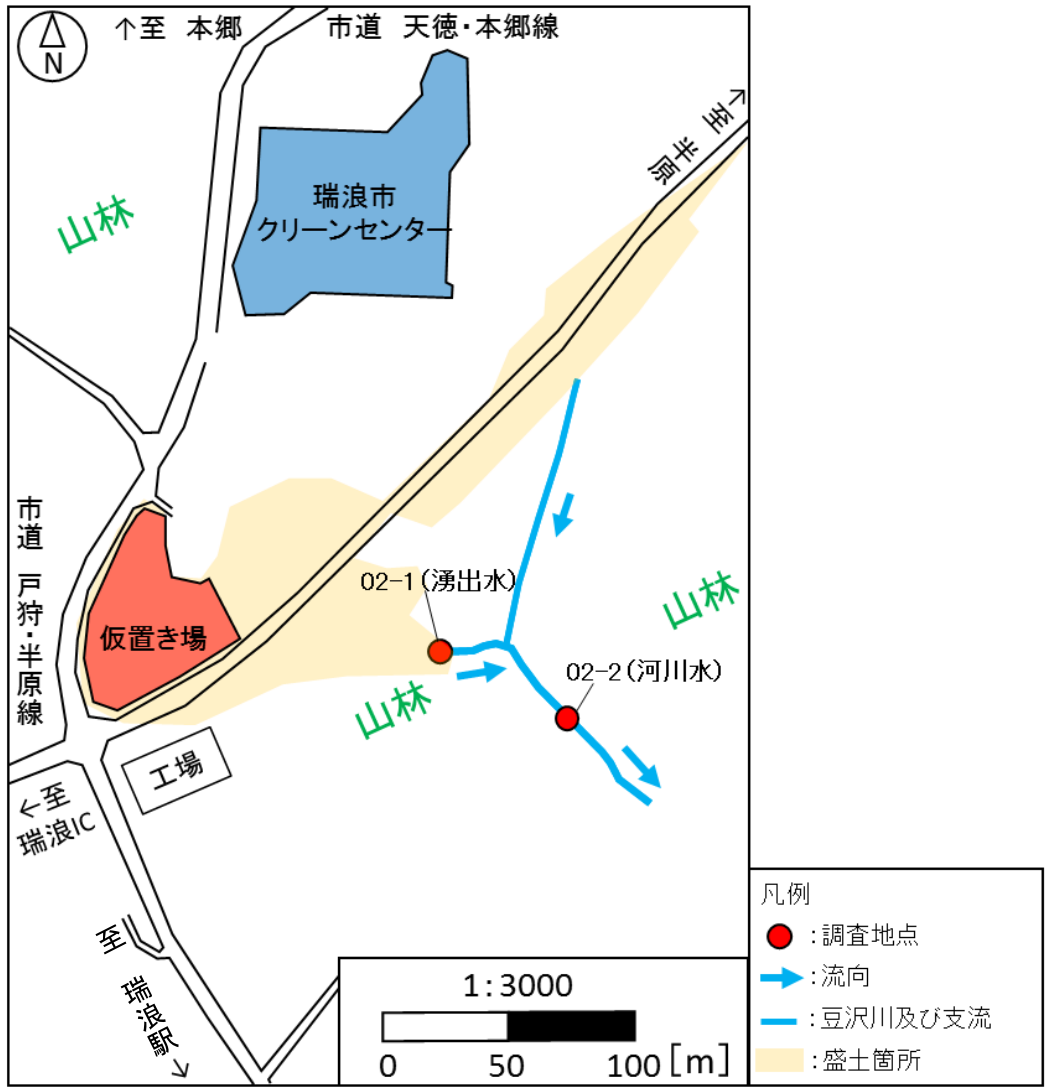 ↑至 本郷
市道 天徳・本郷線
N
↑至 半原
瑞浪市
クリーンセンター
山林
市道 戸狩・半原線
02-1(湧出水)
仮置き場
山林
02-2(河川水)
山林
工場
←至
瑞浪IC
至 瑞浪駅→
1:3000
0 50 100 [m]
凡例
:調査地点
:流向
:豆沢川及び支流
:盛土箇所